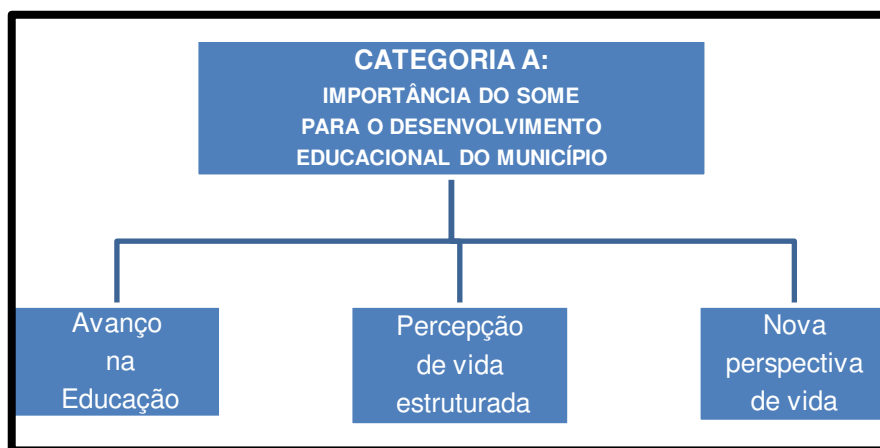 CATEGORIA A:
IMPORTÂNCIA DO SOME
PARA O DESENVOLVIMENTO
EDUCACIONAL DO MUNICÍPIO
Avanço
na
Educação
Percepção
de vida
estruturada
Nova
perspectiva
de vida